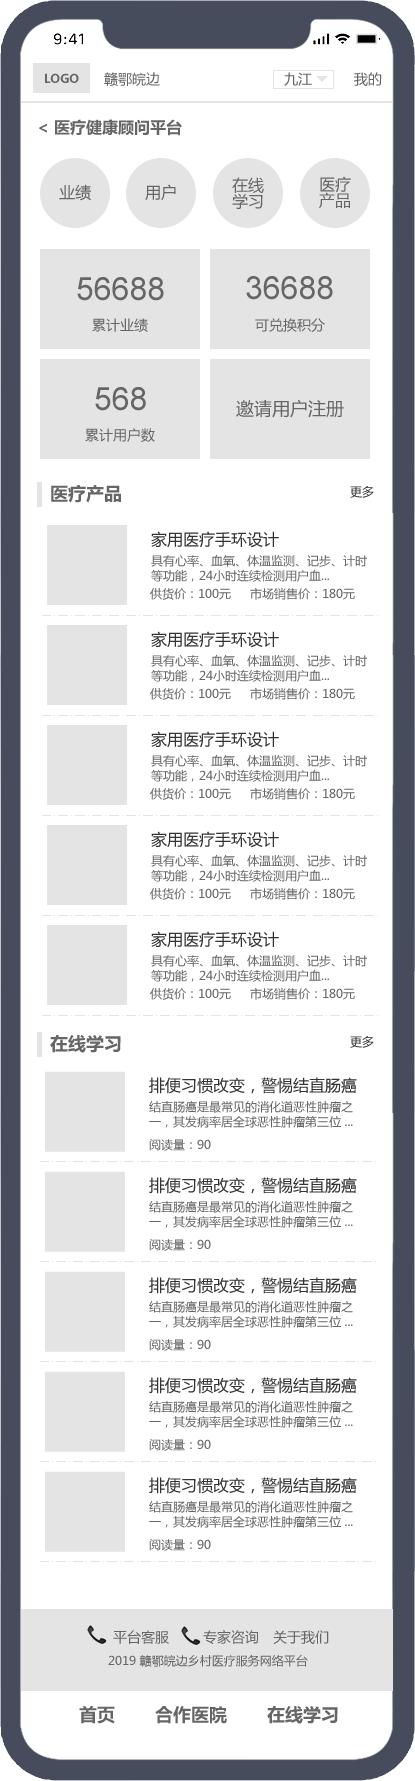 9:41
LOGO 赣鄂皖边 九江 我的
< 医疗健康顾问平台
业绩 用户 在线学习 医疗产品
56688 36688
累计业绩 可兑换积分
568 邀请用户注册
累计用户数
医疗产品 更多
家用医疗手环设计
具有心率、血氧、体温监测、记步、计时
等功能，24小时连续检测用户血...
供货价：100元 市场销售价：180元
家用医疗手环设计
具有心率、血氧、体温监测、记步、计时
等功能，24小时连续检测用户血...
供货价：100元 市场销售价：180元
家用医疗手环设计
具有心率、血氧、体温监测、记步、计时
等功能，24小时连续检测用户血...
供货价：100元 市场销售价：180元
家用医疗手环设计
具有心率、血氧、体温监测、记步、计时
等功能，24小时连续检测用户血...
供货价：100元 市场销售价：180元
家用医疗手环设计
具有心率、血氧、体温监测、记步、计时
等功能，24小时连续检测用户血...
供货价：100元 市场销售价：180元
在线学习 更多
排便习惯改变，警惕结直肠癌
结直肠癌是最常见的消化道恶性肿瘤之
一，其发病率居全球恶性肿瘤第三位 ...
阅读量：90
排便习惯改变，警惕结直肠癌
结直肠癌是最常见的消化道恶性肿瘤之
一，其发病率居全球恶性肿瘤第三位 ...
阅读量：90
排便习惯改变，警惕结直肠癌
结直肠癌是最常见的消化道恶性肿瘤之
一，其发病率居全球恶性肿瘤第三位 ...
阅读量：90
排便习惯改变，警惕结直肠癌
结直肠癌是最常见的消化道恶性肿瘤之
一，其发病率居全球恶性肿瘤第三位 ...
阅读量：90
排便习惯改变，警惕结直肠癌
结直肠癌是最常见的消化道恶性肿瘤之
一，其发病率居全球恶性肿瘤第三位 ...
阅读量：90
平台客服 专家咨询 关于我们
2019 赣鄂皖边乡村医疗服务网络平台
首页 合作医院 在线学习